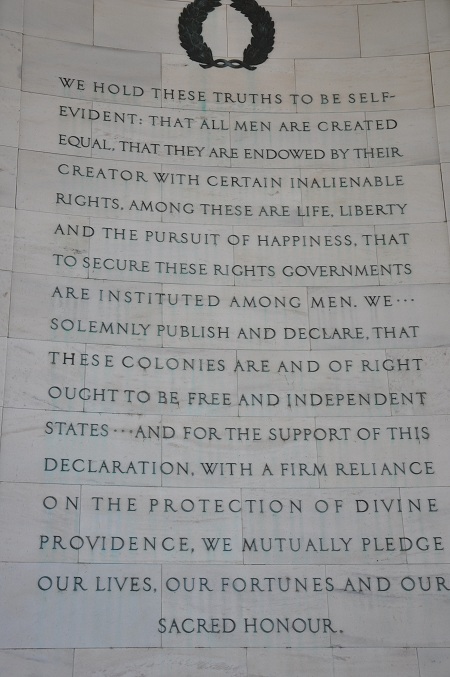 WE HOLD THESE TRUTHS TO BE SELF-
EVIDENT: THAT ALL MEN ARE CREATED
EQUAL, THAT THEY ARE ENDOWED BY THEIR
CREATOR WITH CERTAIN INALIENABLE
RIGHTS, AMONG THESE ARE LIFE, LIBERTY
AND THE PURSUIT OF HAPPINESS, THAT
TO SECURE THESE RIGHTS GOVERNMENTS
ARE INSTITUTED AMONG MEN. WE···
SOLEMNLY PUBLISH AND DECLARE, THAT
THESE COLONIES ARE AND OF RIGHT
OUGHT TO BE FREE AND INDEPENDENT
STATES···AND FOR THE SUPPORT OF THIS
DECLARATION, WITH A FIRM RELIANCE
ON THE PROTECTION OF DIVINE
PROVIDENCE, WE MUTUALLY PLEDGE
OUR LIVES, OUR FORTUNES AND OUR
SACRED HONOUR.